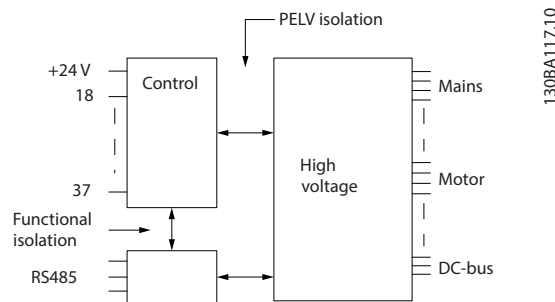 PELV isolation
+24 V
18
37
Control
High
voltage
Mains
Motor
DC-bus
Functional
isolation
RS485
130BA117.10